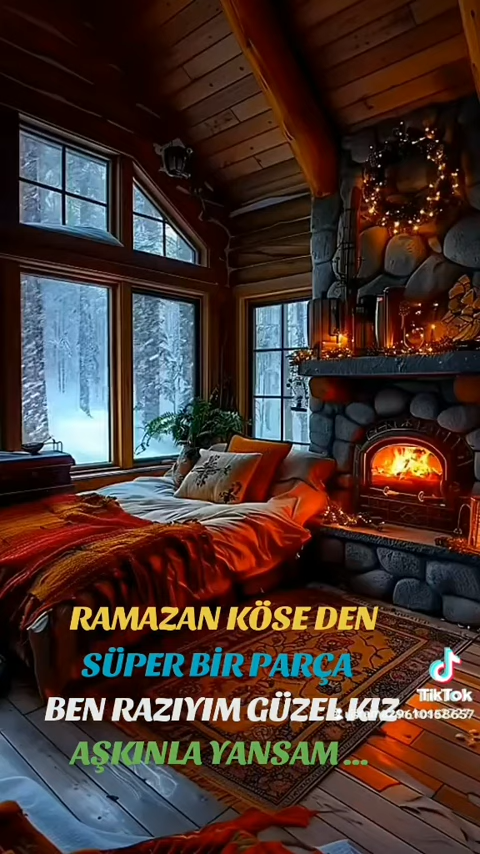 RAMAZAN KÖSE DEN
SÜPER BİR PARÇA
BEN RAZIYIM GÜZEL KIZ
AŞKINLA YANSAM ...
TikTok